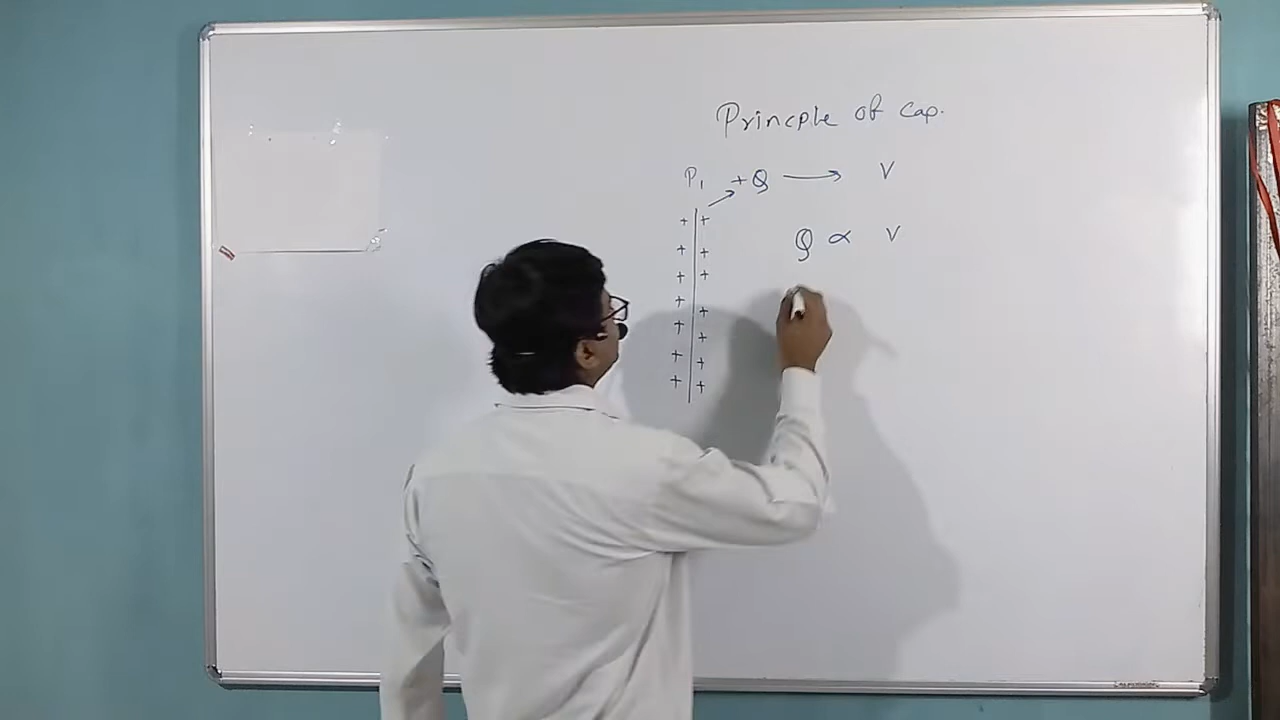 Princple of cap.
P₁ +Q → V
+ +
Q ∝ V
+ +
+ +
+ +
+ +
+ +
+ +